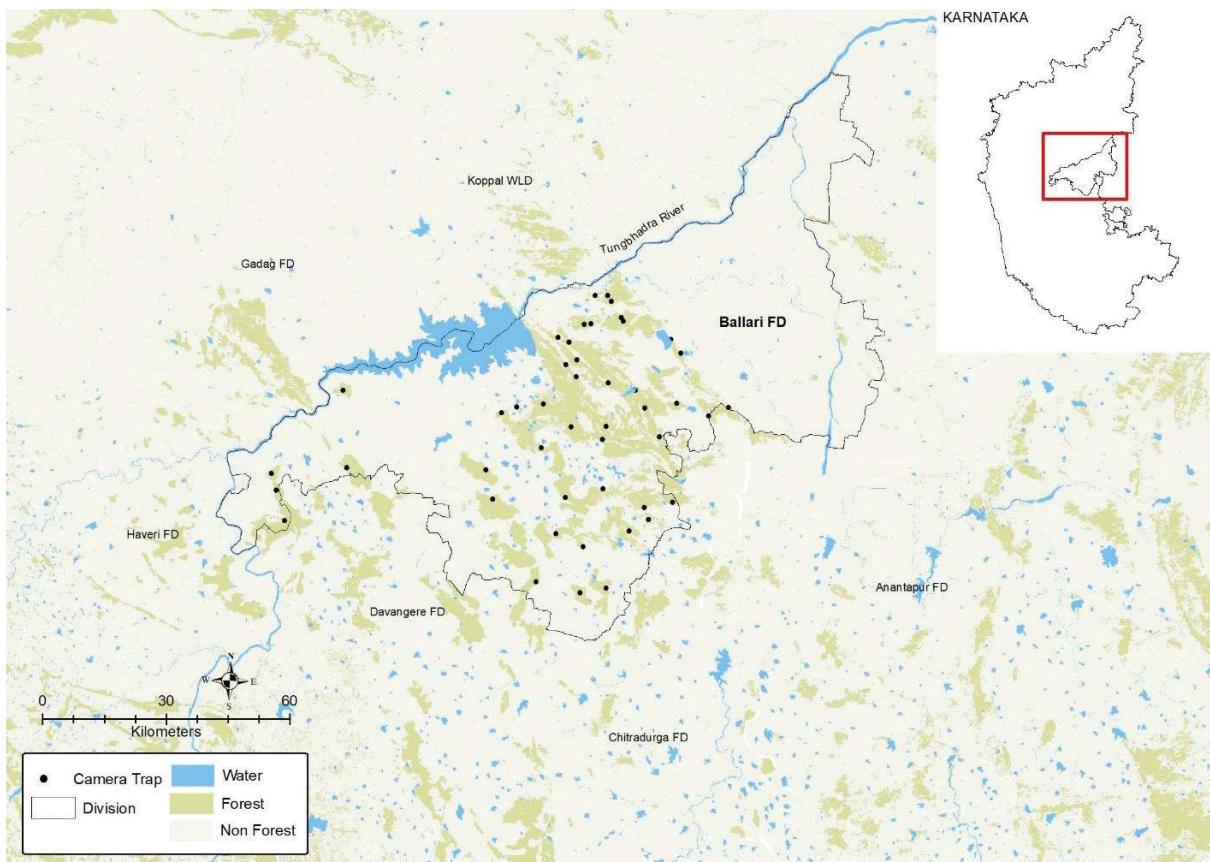 KARNATAKA
Koppal WLD
Tungbhadra River
Gadag FD
Ballari FD
Haveri FD
Anantapur FD
Davangere FD
N
W E
S
0 30 60
Kilometers
Chitradurga FD
Camera Trap
Division
Water
Forest
Non Forest